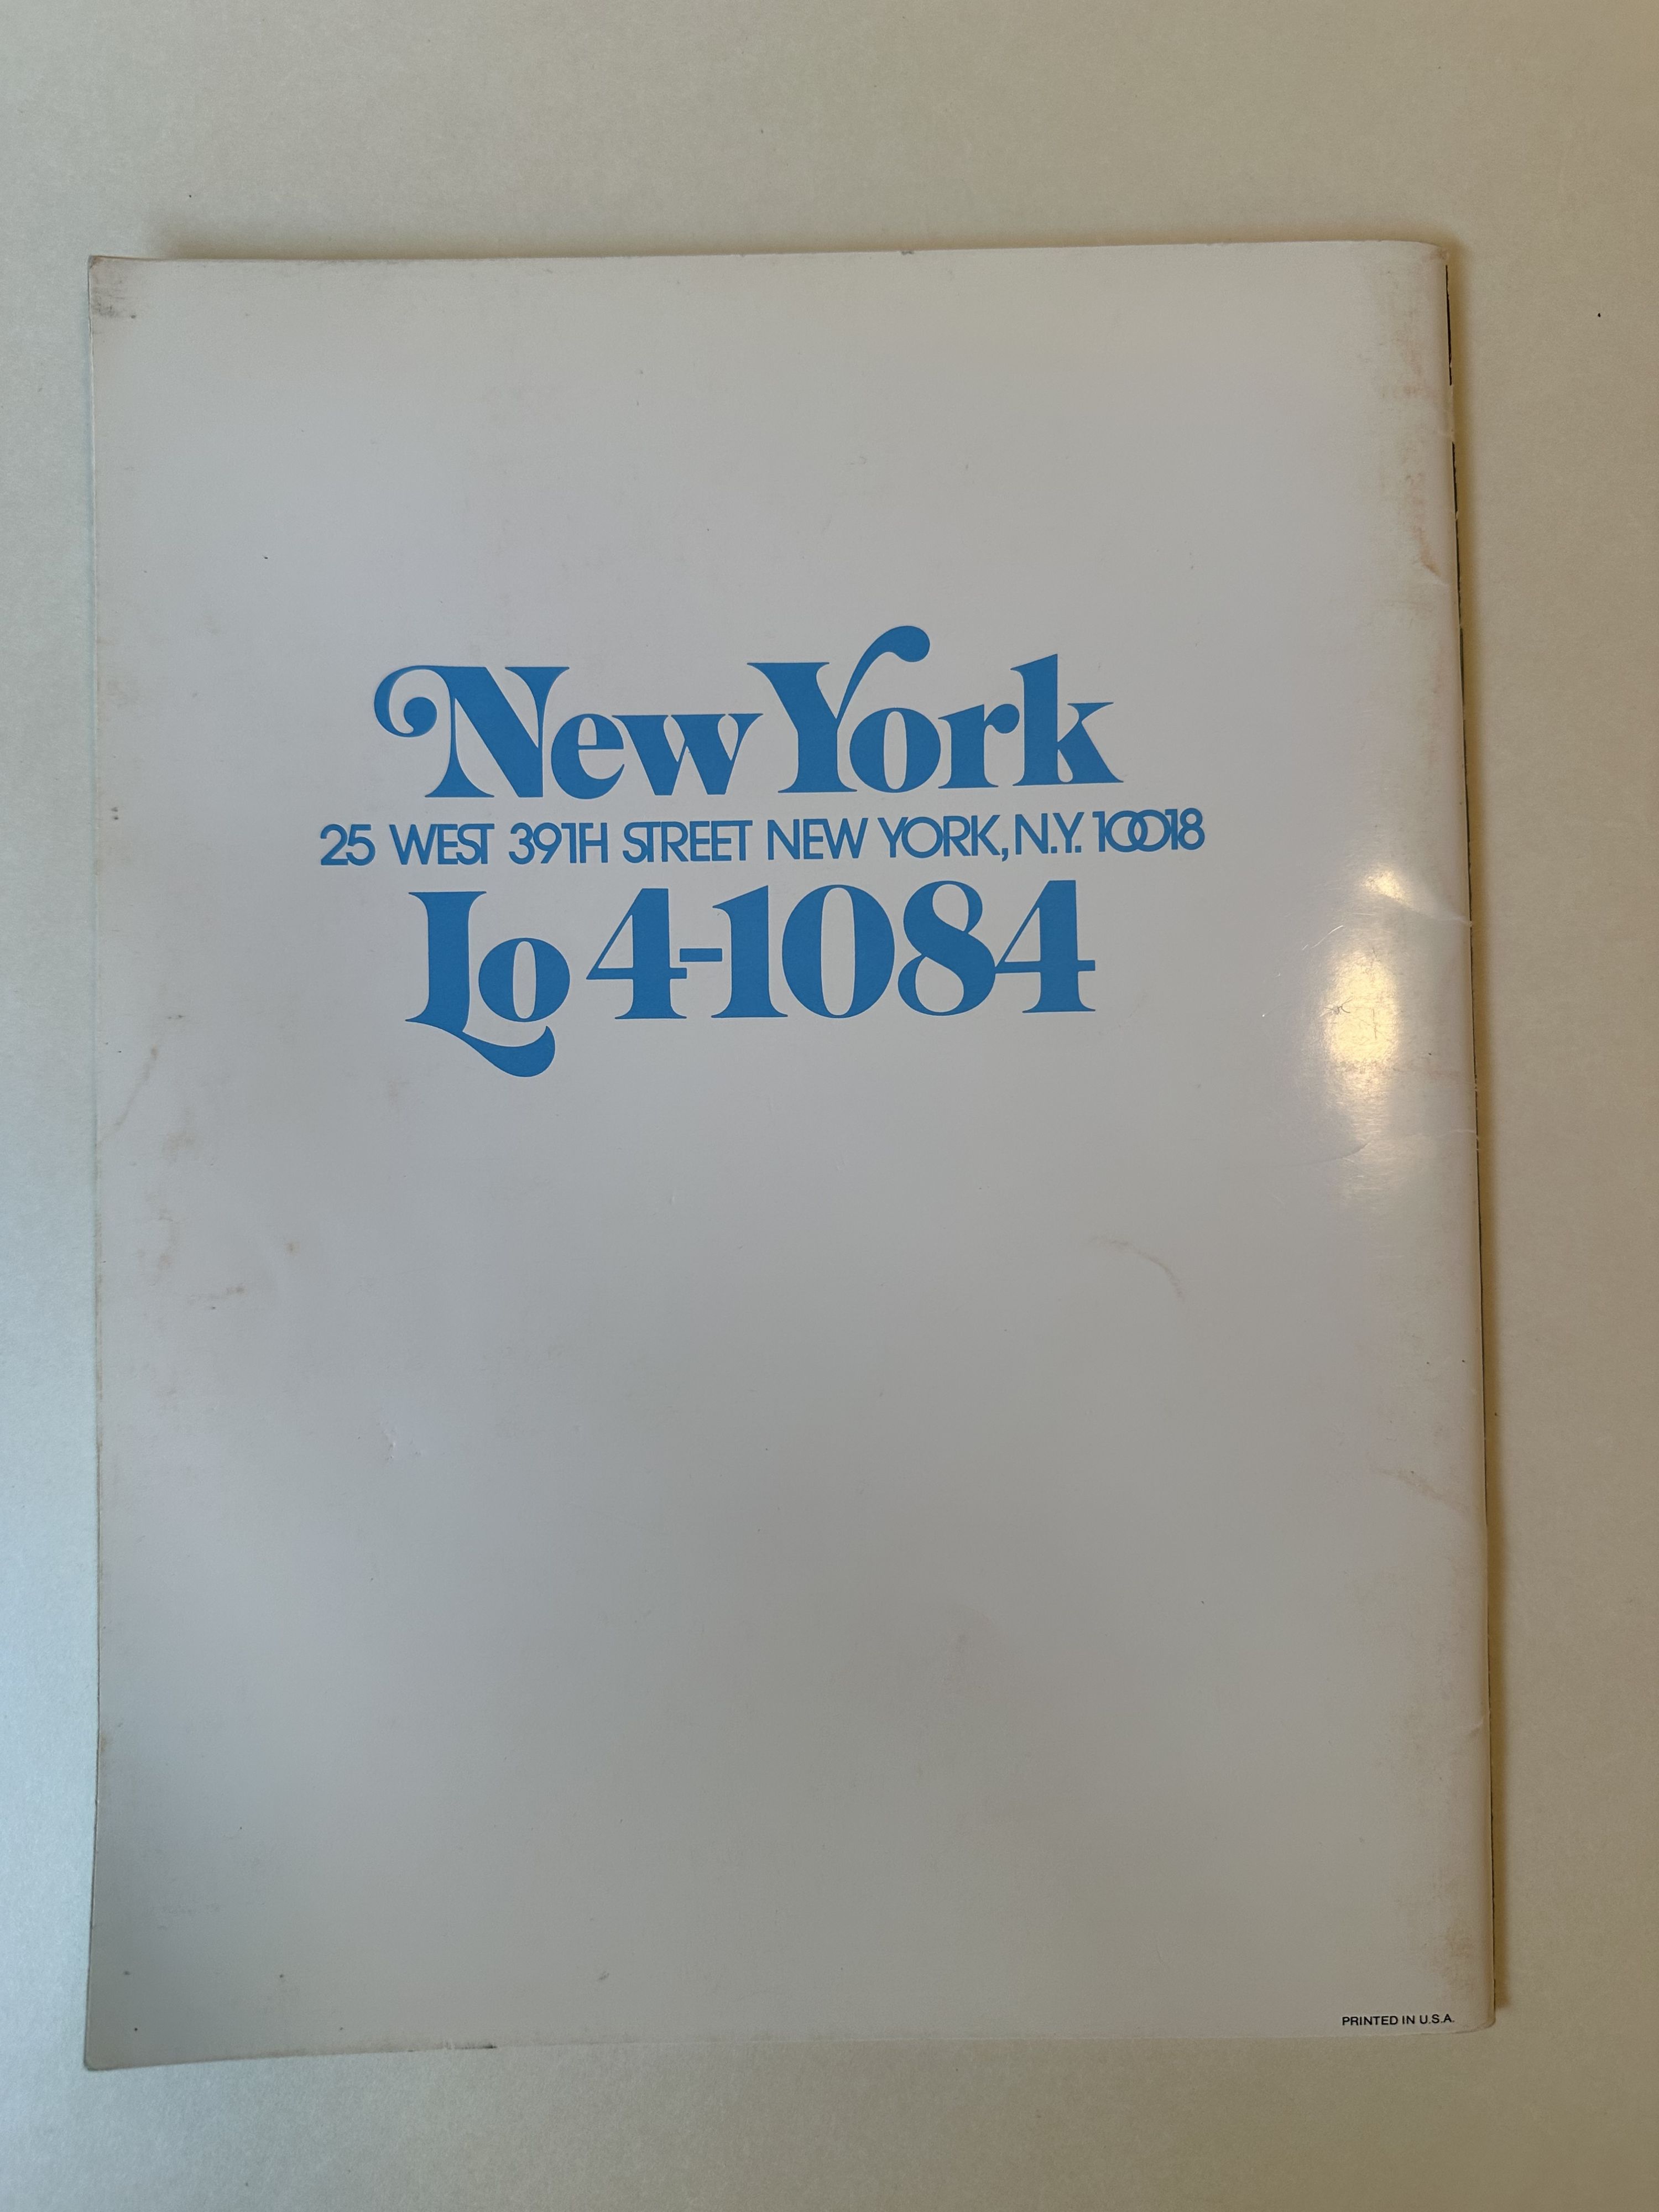 New York
25 WEST 39TH STREET NEW YORK, N.Y. 10018
Lo 4-1084
PRINTED IN U.S.A.